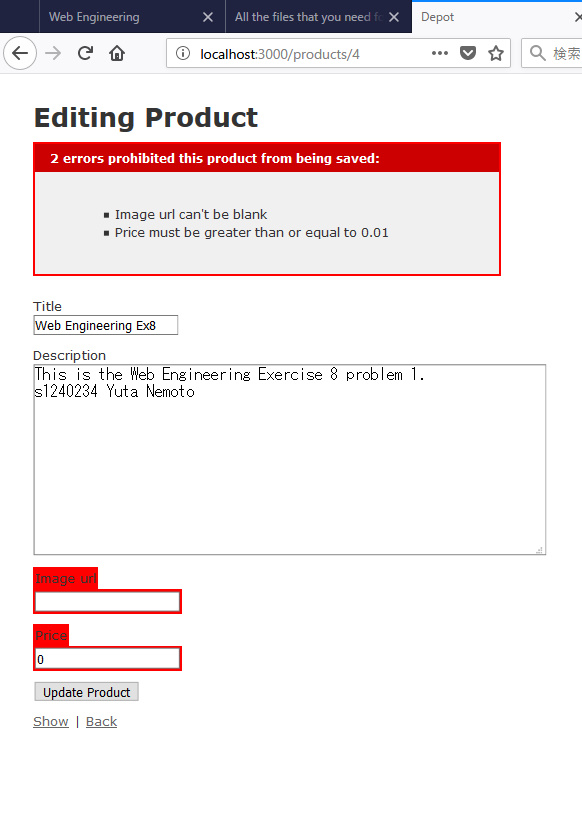 Web Engineering
All the files that you need fo
Depot
localhost:3000/products/4
検索
Editing Product
2 errors prohibited this product from being saved:
Image url can't be blank
Price must be greater than or equal to 0.01
Title
Web Engineering Ex8
Description
This is the Web Engineering Exercise 8 problem 1.
s1240234 Yuta Nemoto
Image url
Price
0
Update Product
Show | Back